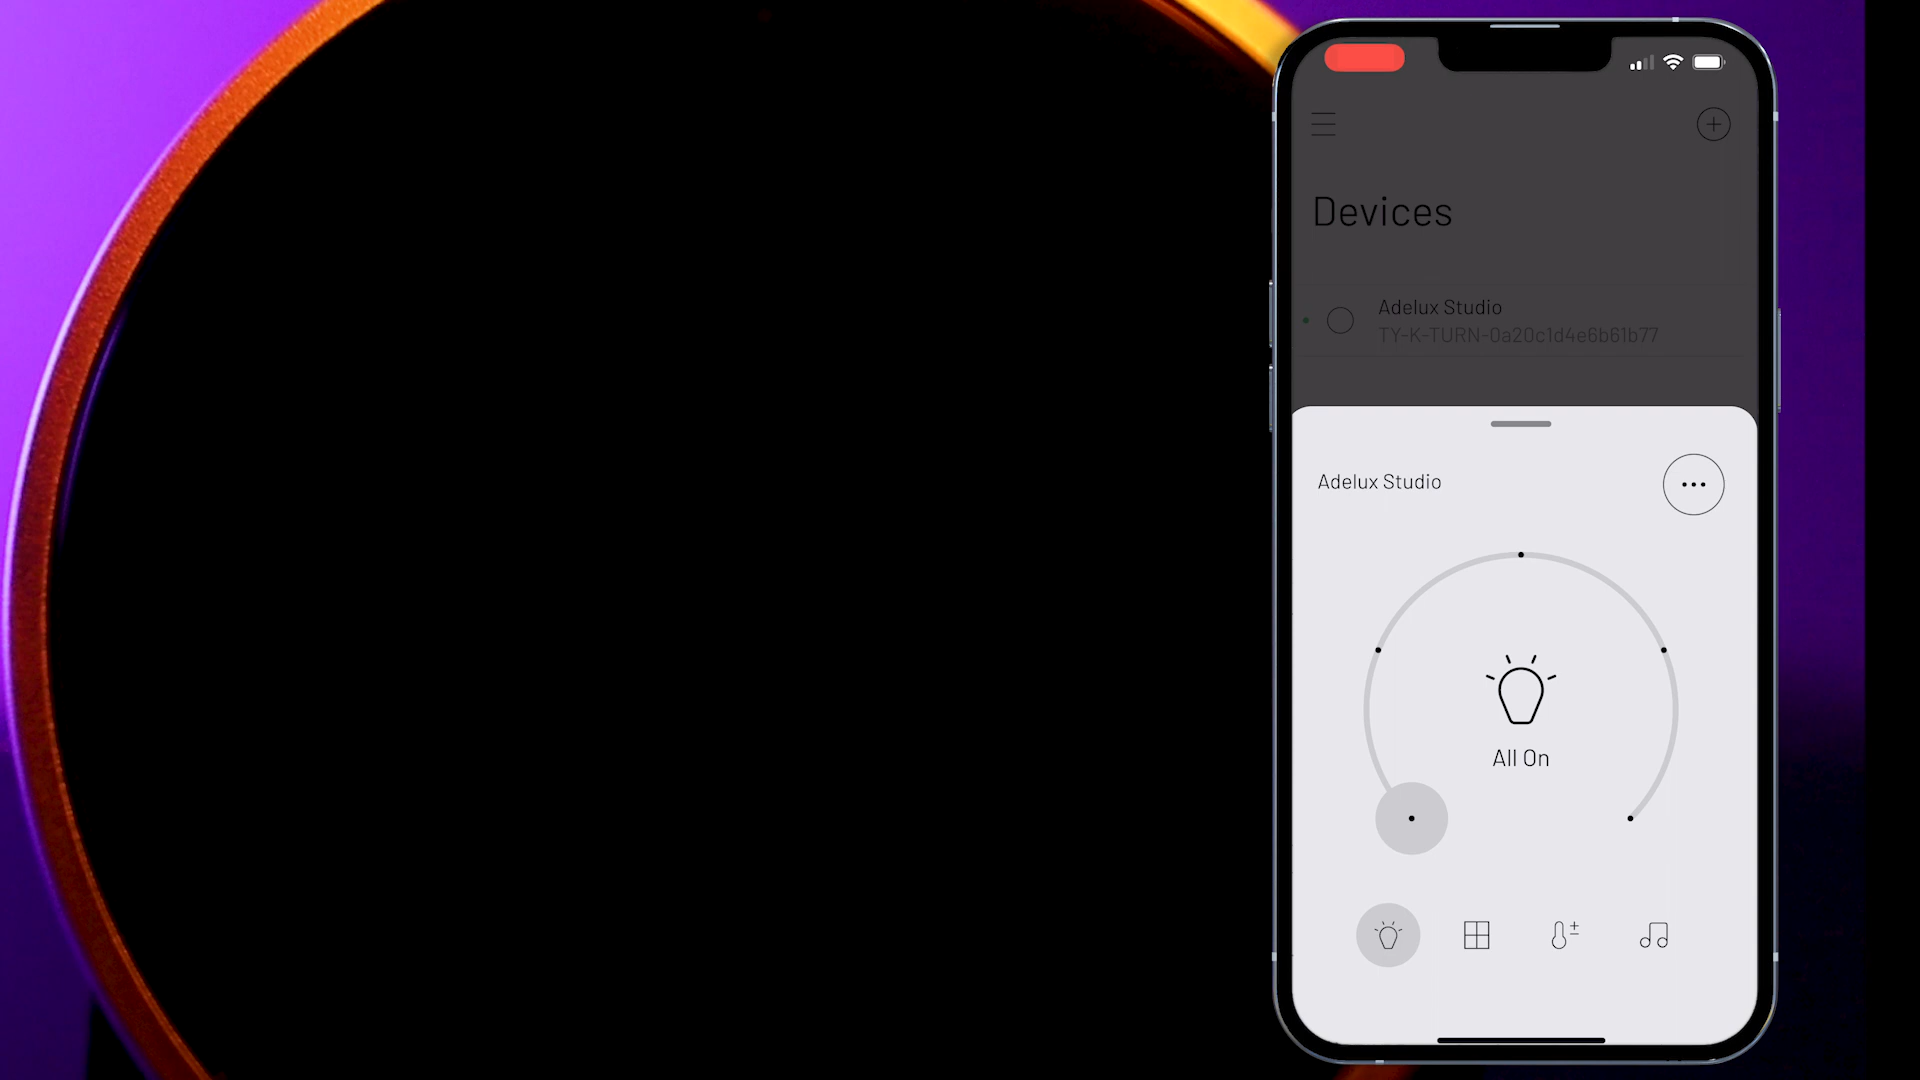 Devices
Adelux Studio
TY-K-TURN-0a20c1d4e6b61b77
Adelux Studio
All On